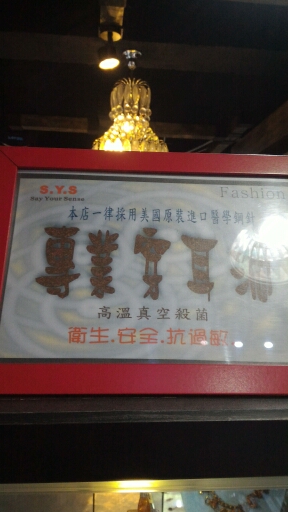 S.Y.S
Say Your Sense
Fashion
本店一律採用美國原裝進口醫學鋼針
專業穿耳洞
高溫真空殺菌
衛生.安全.抗過敏